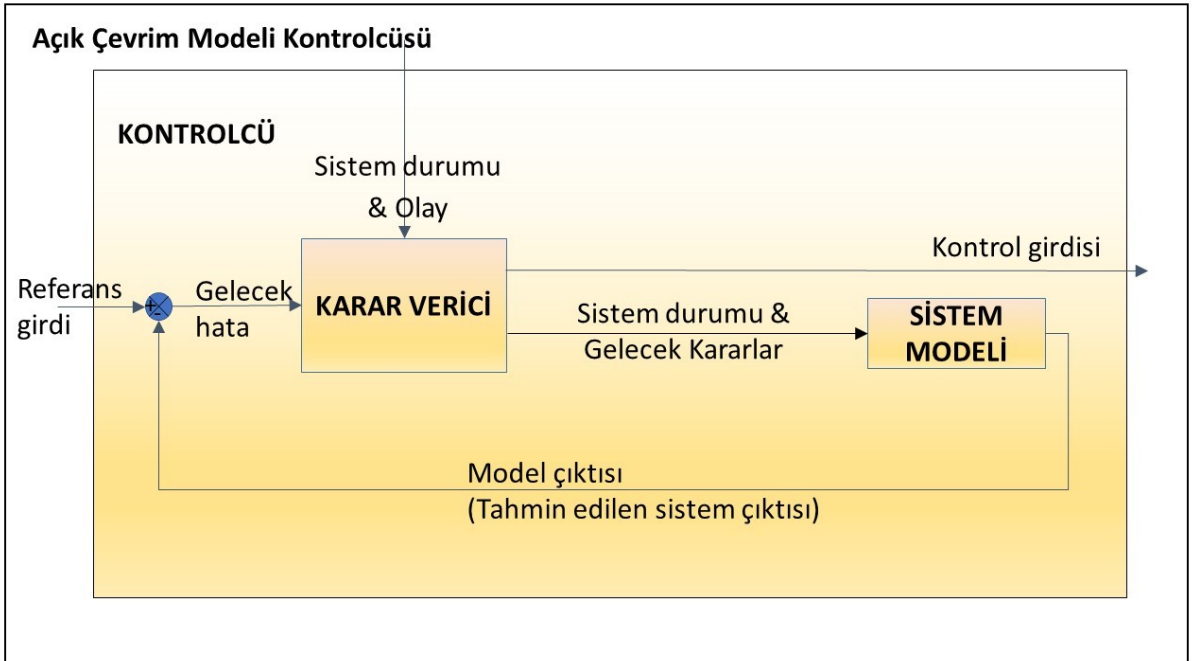 Açık Çevrim Modeli Kontrolcüsü
KONTROLCÜ
Sistem durumu
& Olay
Kontrol girdisi
Referans
girdi
+
-
Gelecek
hata
KARAR VERİCİ
Sistem durumu &
Gelecek Kararlar
SİSTEM
MODELİ
Model çıktısı
(Tahmin edilen sistem çıktısı)